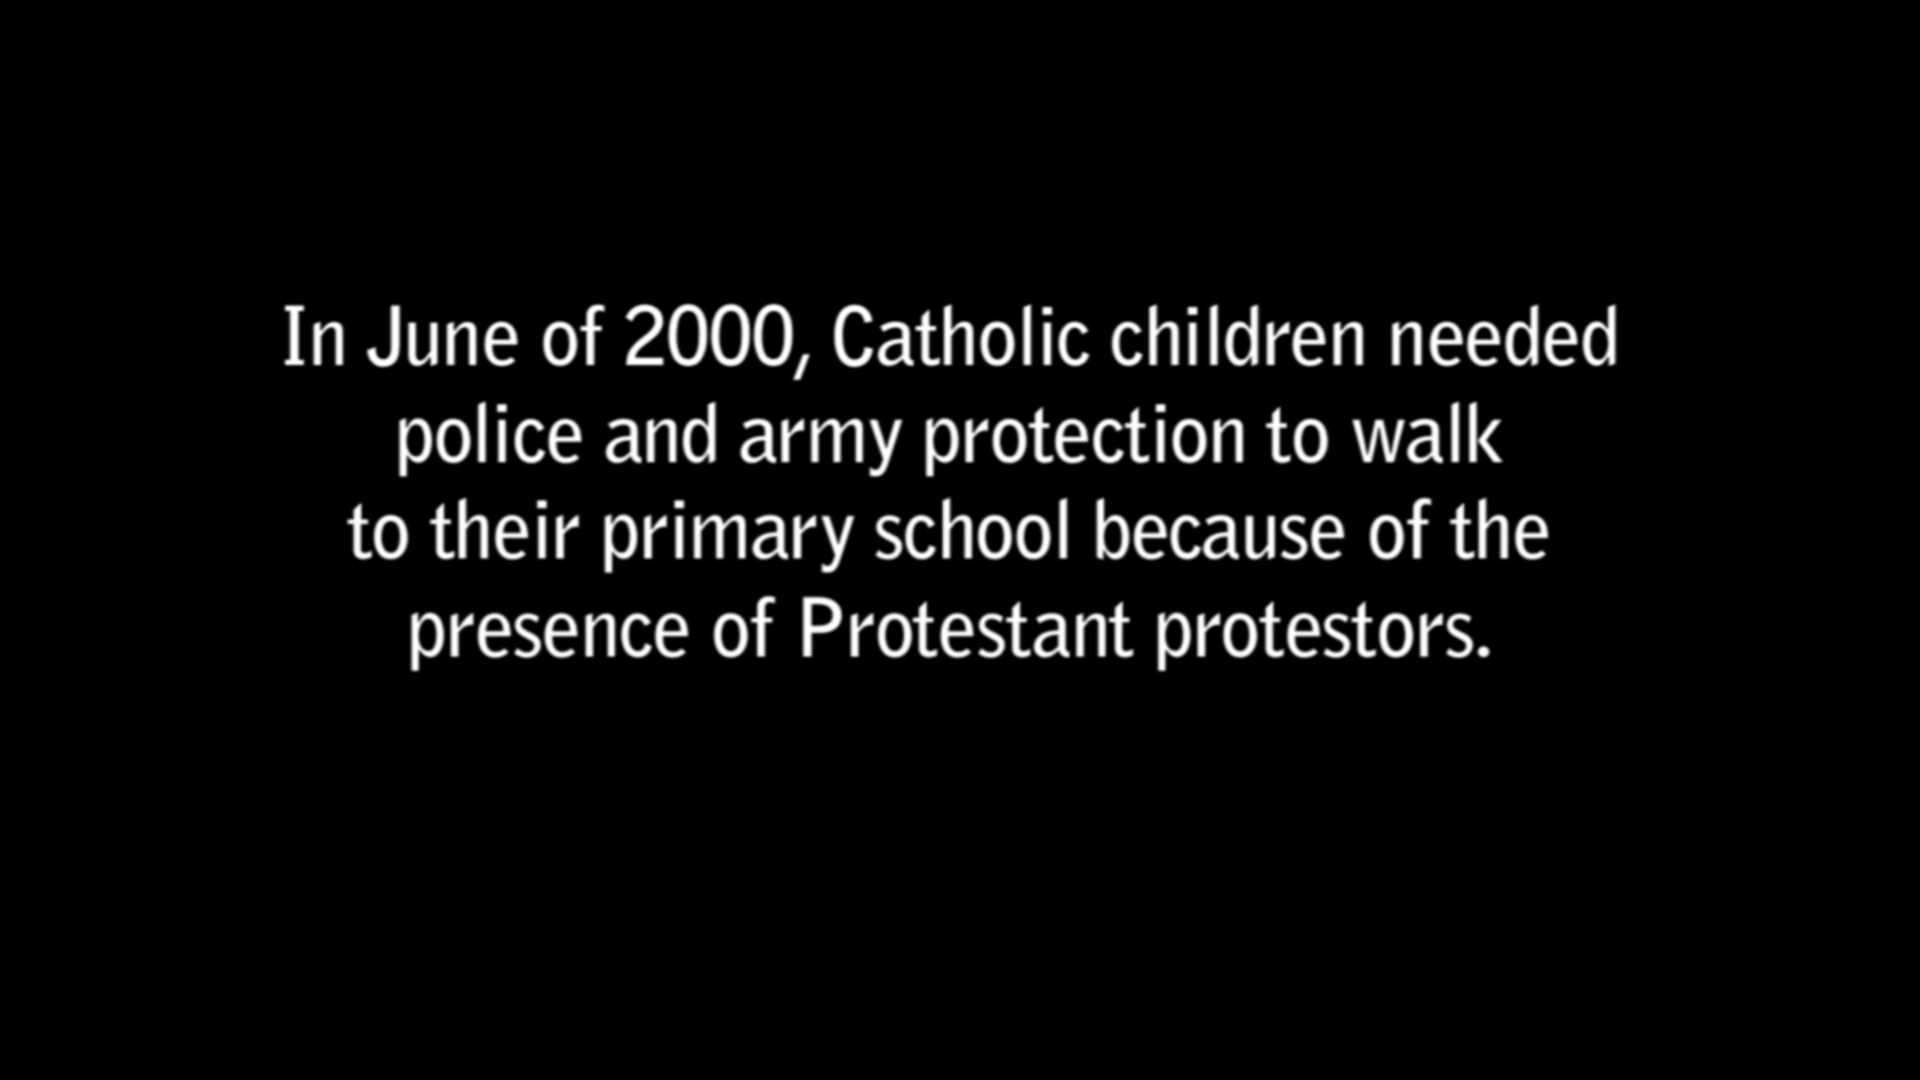 In June of 2000, Catholic children needed
police and army protection to walk
to their primary school because of the
presence of Protestant protestors.